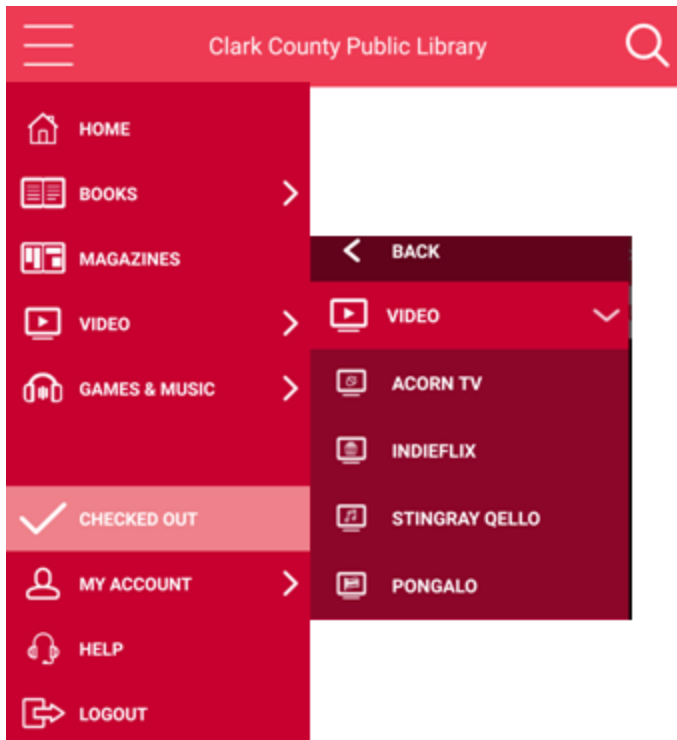 Clark County Public Library
HOME
BOOKS
MAGAZINES
VIDEO
GAMES & MUSIC
CHECKED OUT
MY ACCOUNT
HELP
LOGOUT
BACK
VIDEO
ACORN TV
INDIEFLIX
STINGRAY QELLO
PONGALO